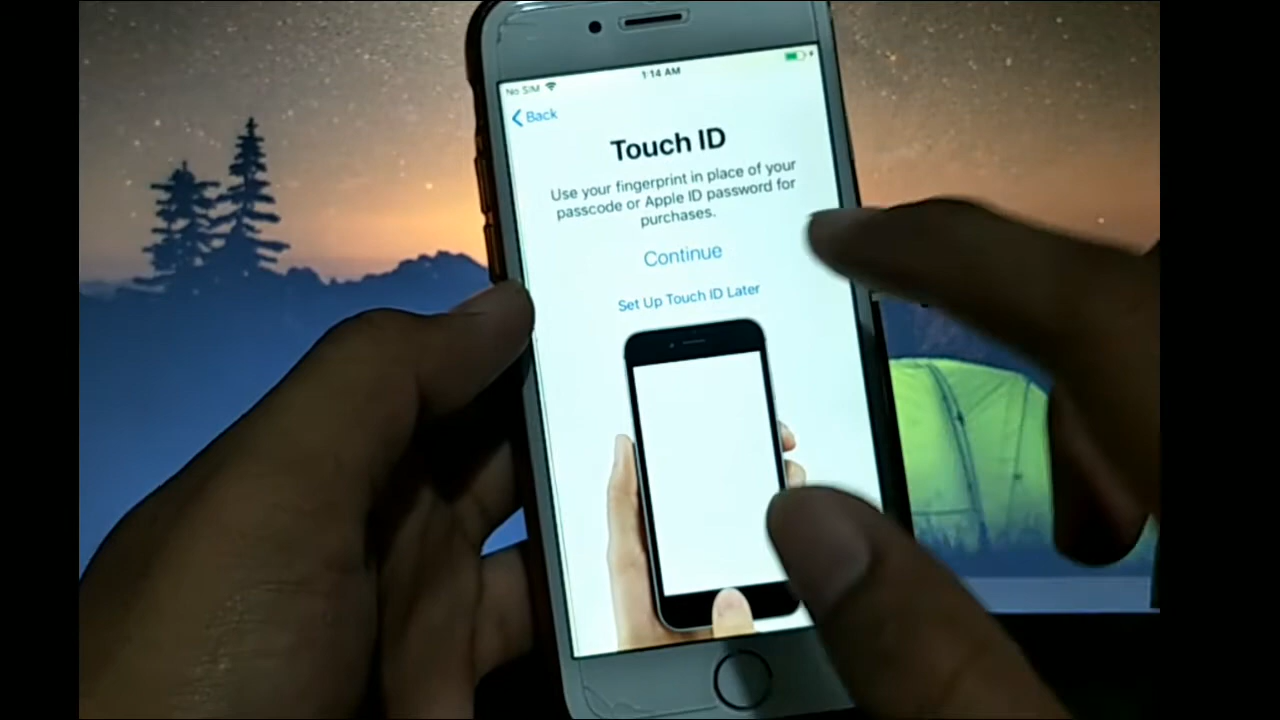 No SIM
1:14 AM
Back
Touch ID
Use your fingerprint in place of your
passcode or Apple ID password for
purchases.
Continue
Set Up Touch ID Later